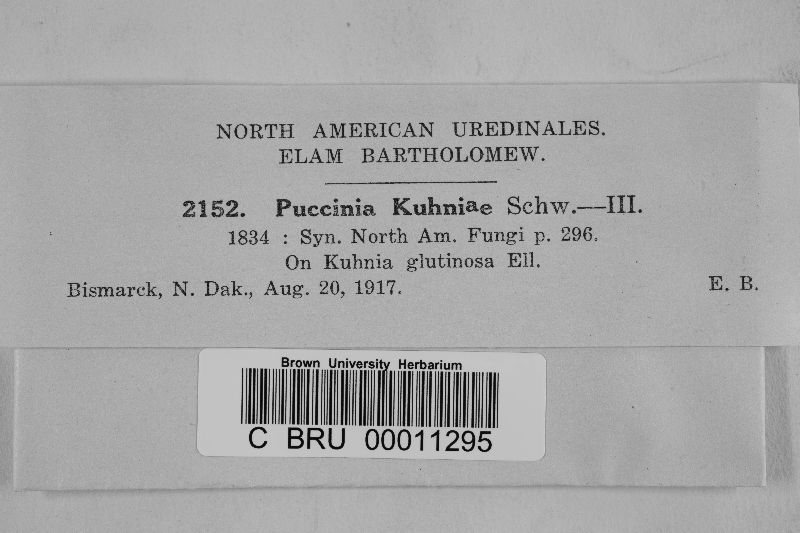 NORTH AMERICAN UREDINALES.
ELAM BARTHOLOMEW.
2152. Puccinia Kuhniae Schw.—III.
1834 : Syn. North Am. Fungi p. 296.
On Kuhnia glutinosa Ell.
Bismarck, N. Dak., Aug. 20, 1917. E. B.
Brown University Herbarium
C BRU 00011295